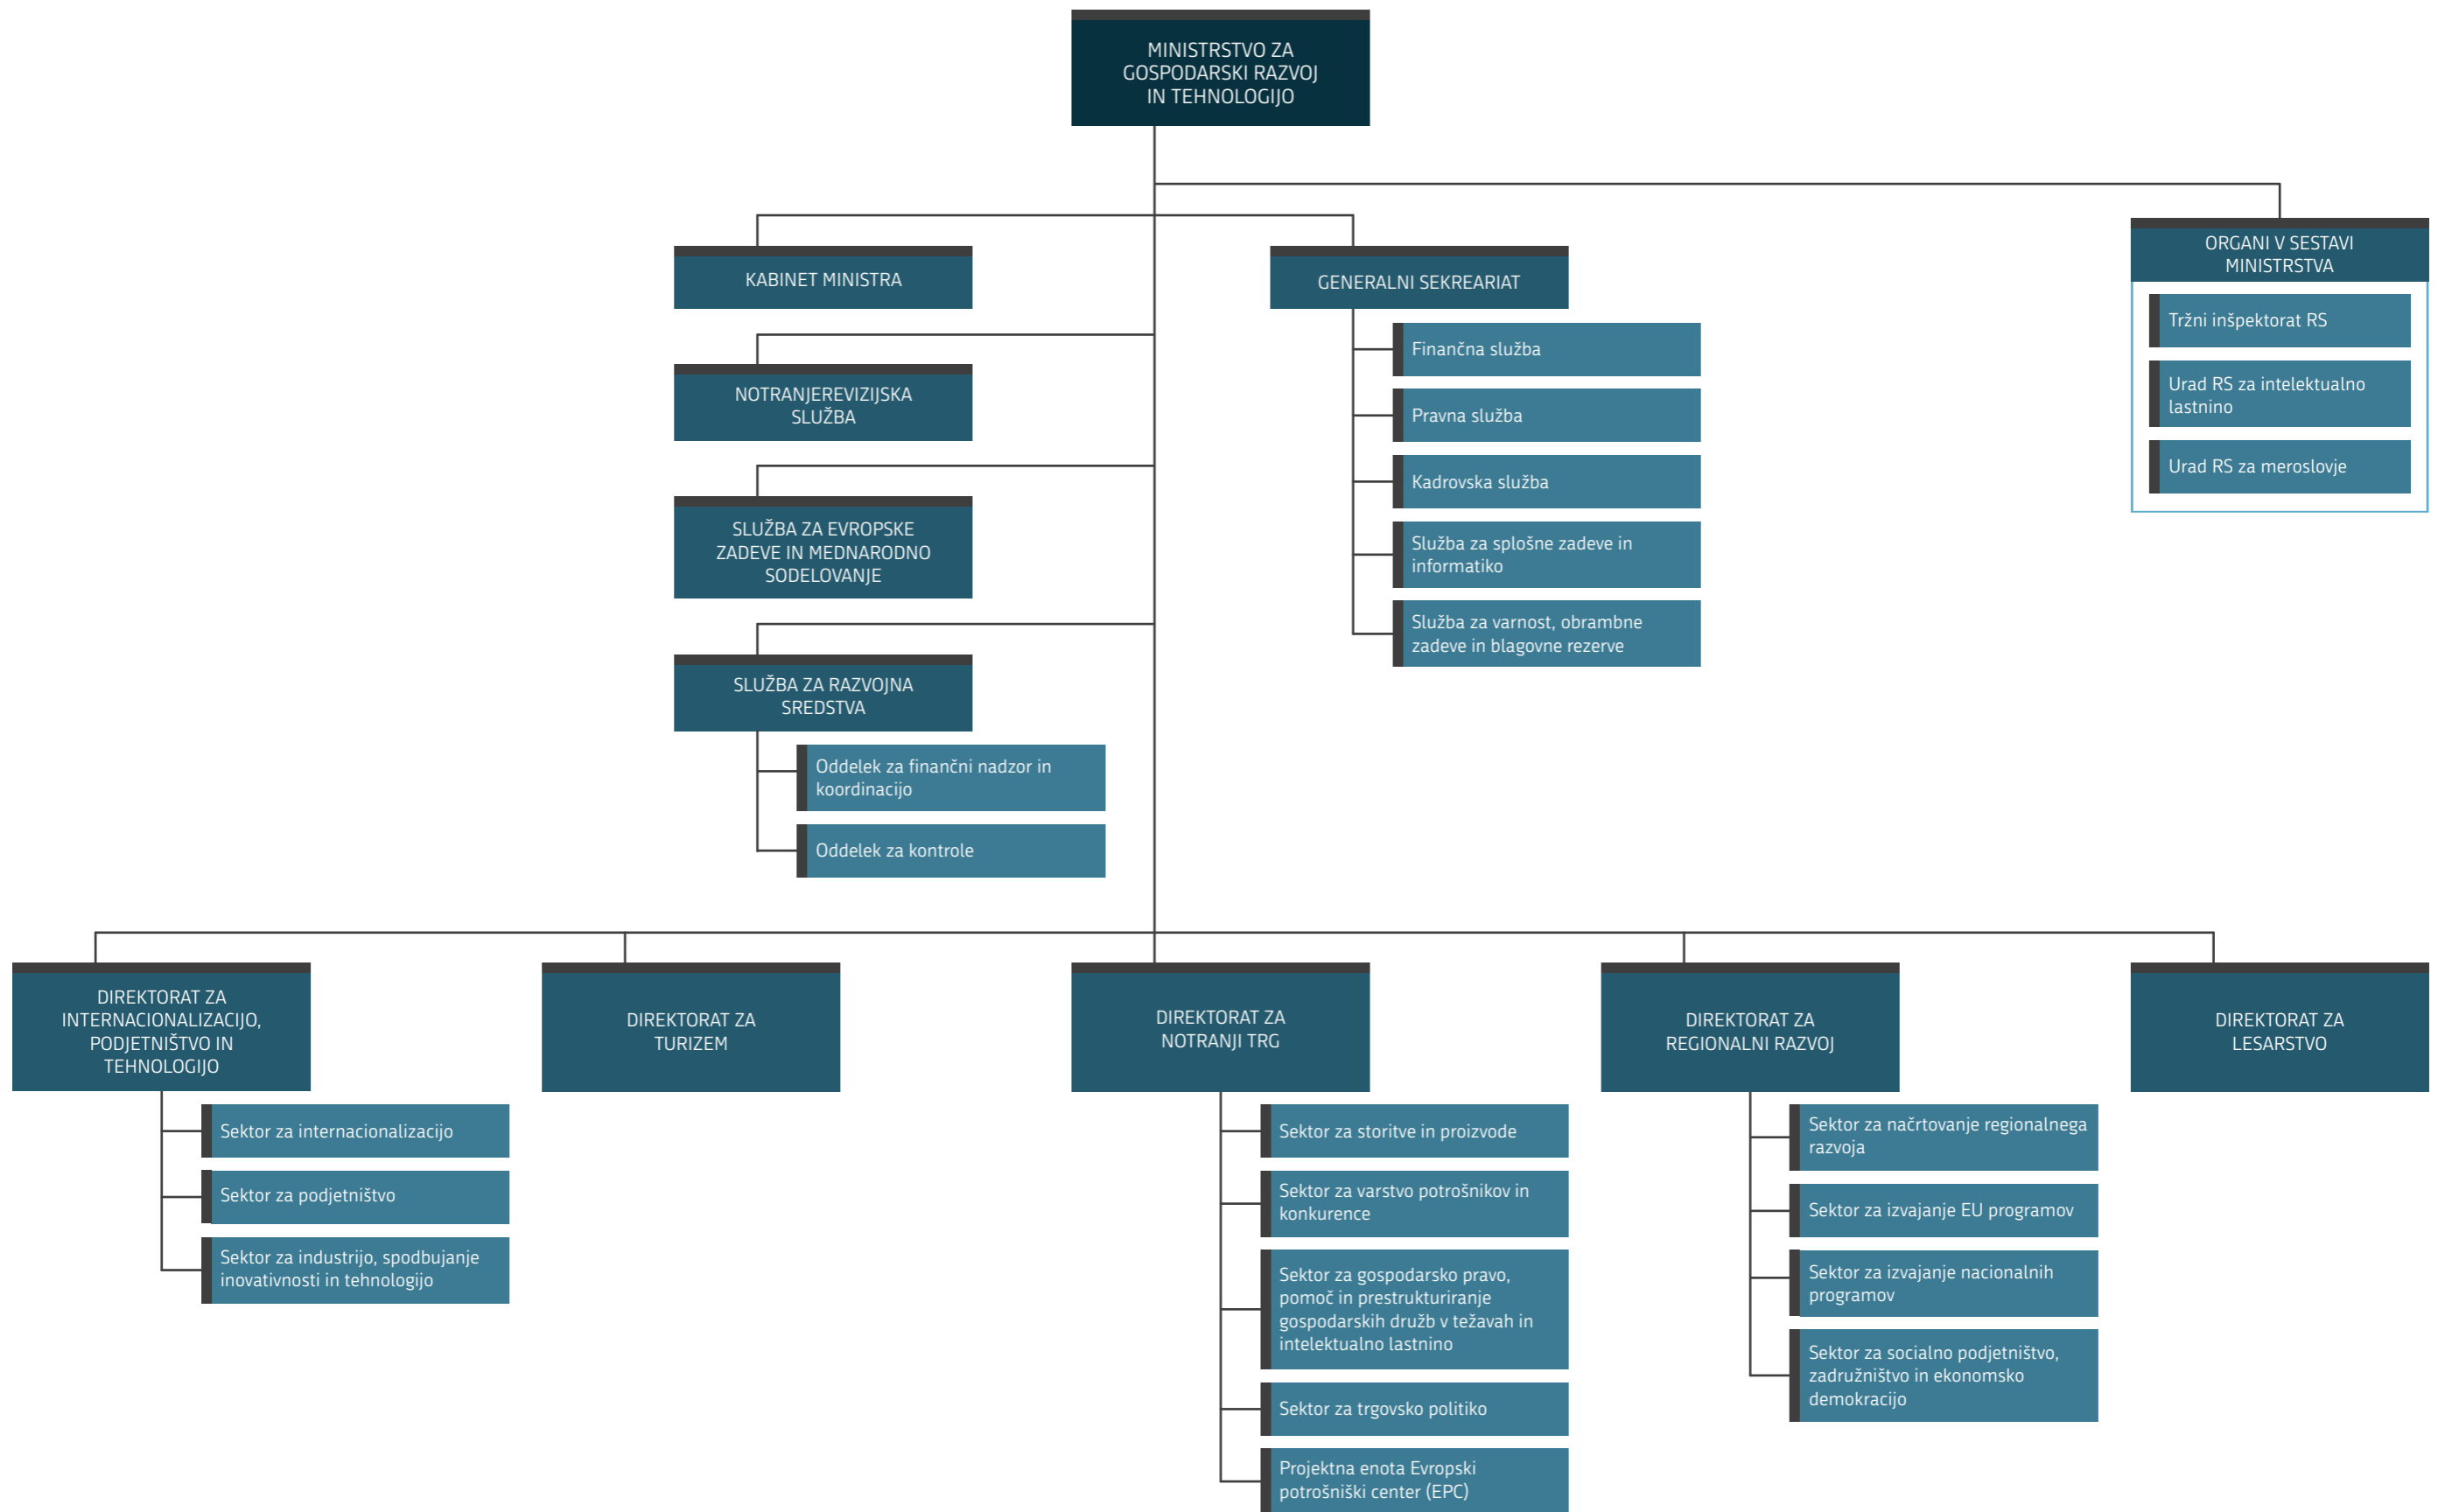 MINISTRSTVO ZA
GOSPODARSKI RAZVOJ
IN TEHNOLOGIJO
KABINET MINISTRA
GENERALNI SEKREARIAT
ORGANI V SESTAVI
MINISTRSTVA
Tržni inšpektorat RS
Urad RS za intelektualno
lastnino
Urad RS za meroslovje
Finančna služba
Pravna služba
Kadrovska služba
Služba za splošne zadeve in
informatiko
Služba za varnost, obrambne
zadeve in blagovne rezerve
NOTRANJEREVIZIJSKA
SLUŽBA
SLUŽBA ZA EVROPSKE
ZADEVE IN MEDNARODNO
SODELOVANJE
SLUŽBA ZA RAZVOJNA
SREDSTVA
Oddelek za finančni nadzor in
koordinacijo
Oddelek za kontrole
DIREKTORAT ZA
INTERNACIONALIZACIJO,
PODJETNIŠTVO IN
TEHNOLOGIJO
Sektor za internacionalizacijo
Sektor za podjetništvo
Sektor za industrijo, spodbujanje
inovativnosti in tehnologijo
DIREKTORAT ZA
TURIZEM
DIREKTORAT ZA
NOTRANJI TRG
Sektor za storitve in proizvode
Sektor za varstvo potrošnikov in
konkurence
Sektor za gospodarsko pravo,
pomoč in prestrukturiranje
gospodarskih družb v težavah in
intelektualno lastnino
Sektor za trgovsko politiko
Projektna enota Evropski
potrošniški center (EPC)
DIREKTORAT ZA
REGIONALNI RAZVOJ
Sektor za načrtovanje regionalnega
razvoja
Sektor za izvajanje EU programov
Sektor za izvajanje nacionalnih
programov
Sektor za socialno podjetništvo,
zadružništvo in ekonomsko
demokracijo
DIREKTORAT ZA
LESARSTVO